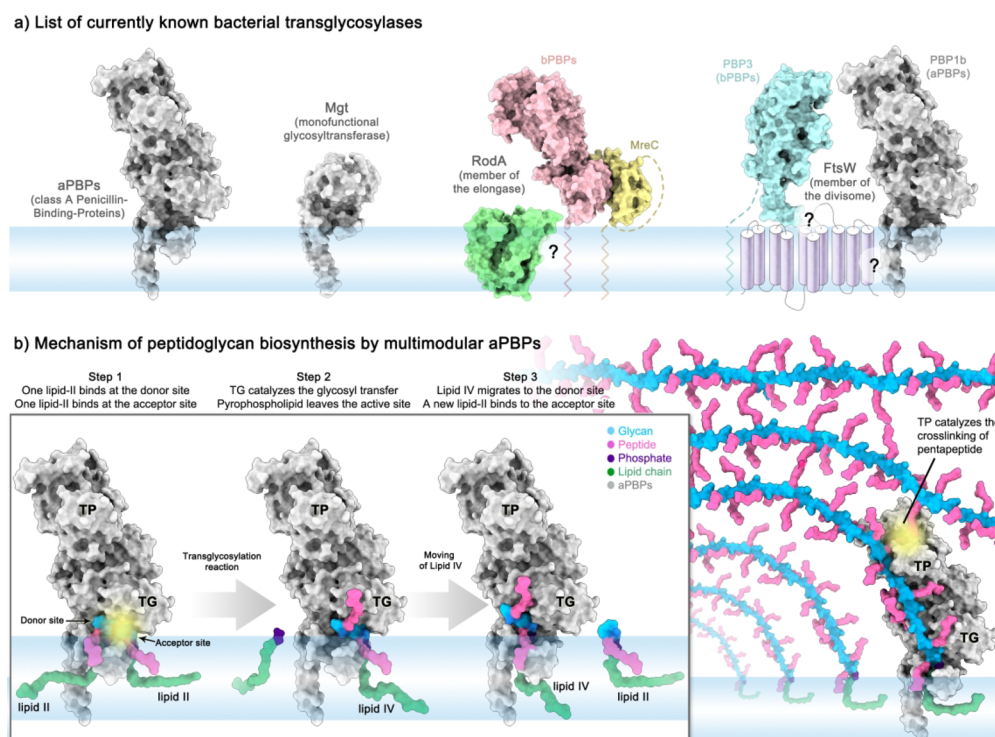 a) List of currently known bacterial transglycosylases
aPBPs
(class A Penicillin-
Binding-Proteins)
Mgt
(monofunctional
glycosyltransferase)
bPBPs
RodA
(member of
the elongase)
MreC
?
PBP3
(bPBPs)
FtsW
(member of
the divisome)
?
PBP1b
(aPBPs)
?
b) Mechanism of peptidoglycan biosynthesis by multimodular aPBPs
Step 1
One lipid-II binds at the donor site
One lipid-II binds at the acceptor site
Step 2
TG catalyzes the glycosyl transfer
Pyrophospholipid leaves the active site
Step 3
Lipid IV migrates to the donor site
A new lipid-II binds to the acceptor site
Glycan
Peptide
Phosphate
Lipid chain
aPBPs
TP
TG
Donor site
Acceptor site
lipid II
lipid II
Transglycosylation
reaction
TP
TG
lipid IV
Moving
of Lipid IV
TP
TG
lipid IV
lipid II
TP catalyzes the
crosslinking of
pentapeptide
TP
TG